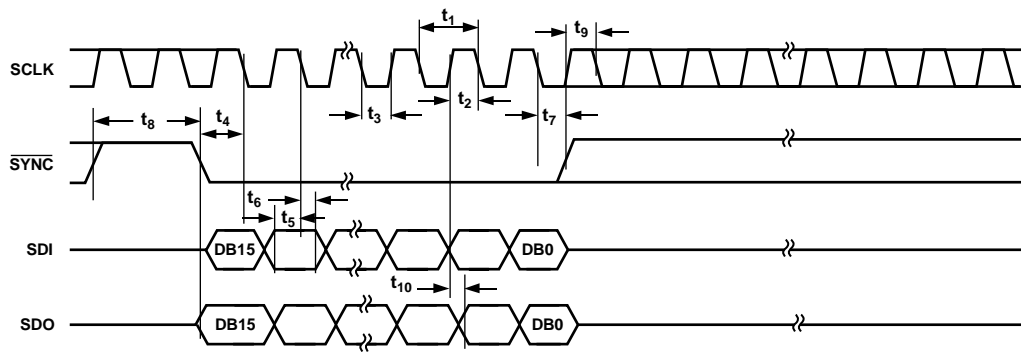 t1
t9
SCLK
t2
t3
t7
t8
t4
SYNC
t6
t5
SDI
DB15
DB0
t10
SDO
DB15
DB0